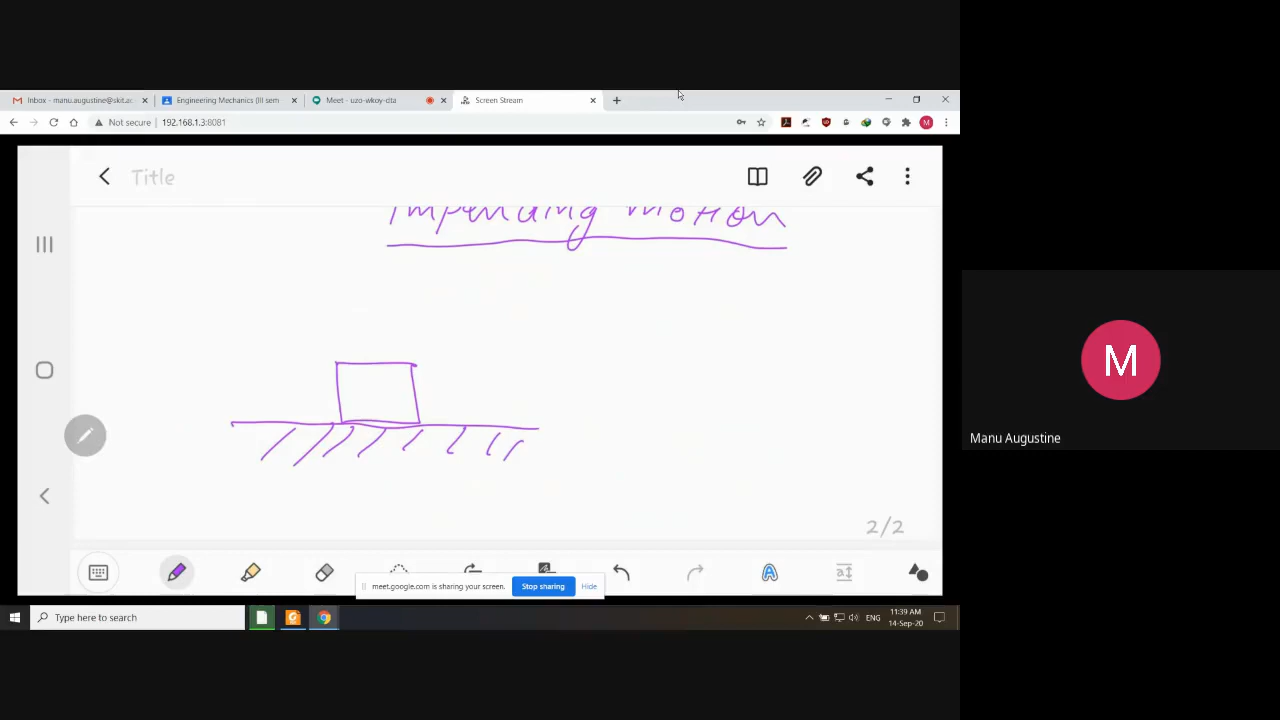 Inbox - manu.augustine@skit.ac.
Engineering Mechanics (III sem
Meet - uzo-wkoy-dta
Screen Stream
Not secure
192.168.1.3:8081
Title
Impending motion
M
Manu Augustine
2/2
meet.google.com is sharing your screen.
Stop sharing
Hide
Type here to search
ENG
11:39 AM
14-Sep-20